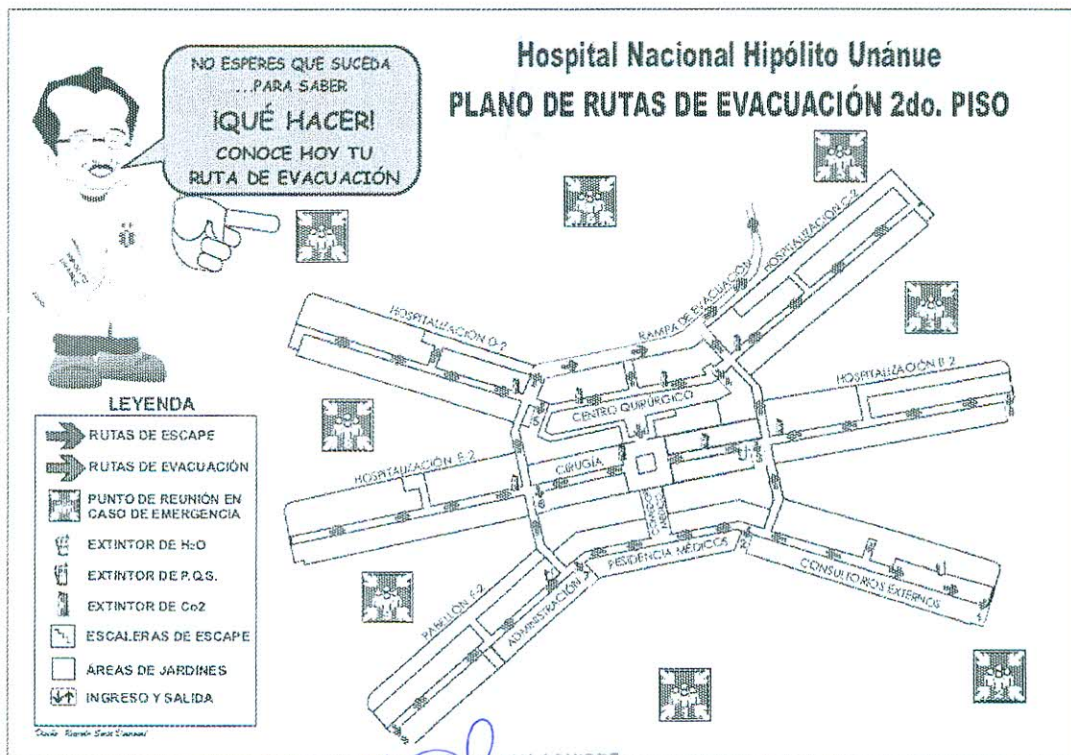 NO ESPERES QUE SUCEDA
...PARA SABER
¡QUÉ HACER!
CONOCE HOY TU
RUTA DE EVACUACIÓN
Hospital Nacional Hipólito Unánue
PLANO DE RUTAS DE EVACUACIÓN 2do. PISO
HOSPITALIZACIÓN C-2
RAMPA DE EVACUACIÓN
HOSPITALIZACIÓN G-2
HOSPITALIZACIÓN B-2
CENTRO QUIRÚRGICO
CIRUGÍA
HOSPITALIZACIÓN E-2
RESIDENCIA MÉDICOS
CONSULTORIOS EXTERNOS
PABELLÓN F-2
ADMINISTRACIÓN
LEYENDA
RUTAS DE ESCAPE
RUTAS DE EVACUACIÓN
PUNTO DE REUNIÓN EN
CASO DE EMERGENCIA
EXTINTOR DE H2O
EXTINTOR DE P.Q.S.
EXTINTOR DE Co2
ESCALERAS DE ESCAPE
ÁREAS DE JARDINES
INGRESO Y SALIDA